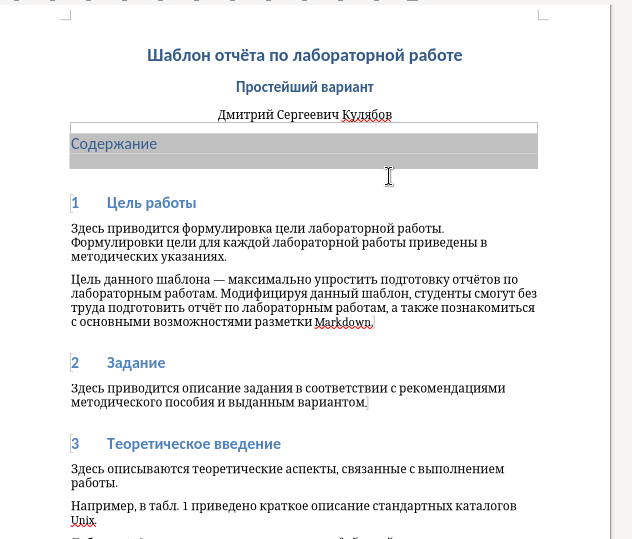 Шаблон отчёта по лабораторной работе
Простейший вариант
Дмитрий Сергеевич Кулябов
Содержание
1 Цель работы
Здесь приводится формулировка цели лабораторной работы.
Формулировки цели для каждой лабораторной работы приведены в
методических указаниях.
Цель данного шаблона — максимально упростить подготовку отчётов по
лабораторным работам. Модифицируя данный шаблон, студенты смогут без
труда подготовить отчёт по лабораторным работам, а также познакомиться
с основными возможностями разметки Markdown.
2 Задание
Здесь приводится описание задания в соответствии с рекомендациями
методического пособия и выданным вариантом.
3 Теоретическое введение
Здесь описываются теоретические аспекты, связанные с выполнением
работы.
Например, в табл. 1 приведено краткое описание стандартных каталогов
Unix.